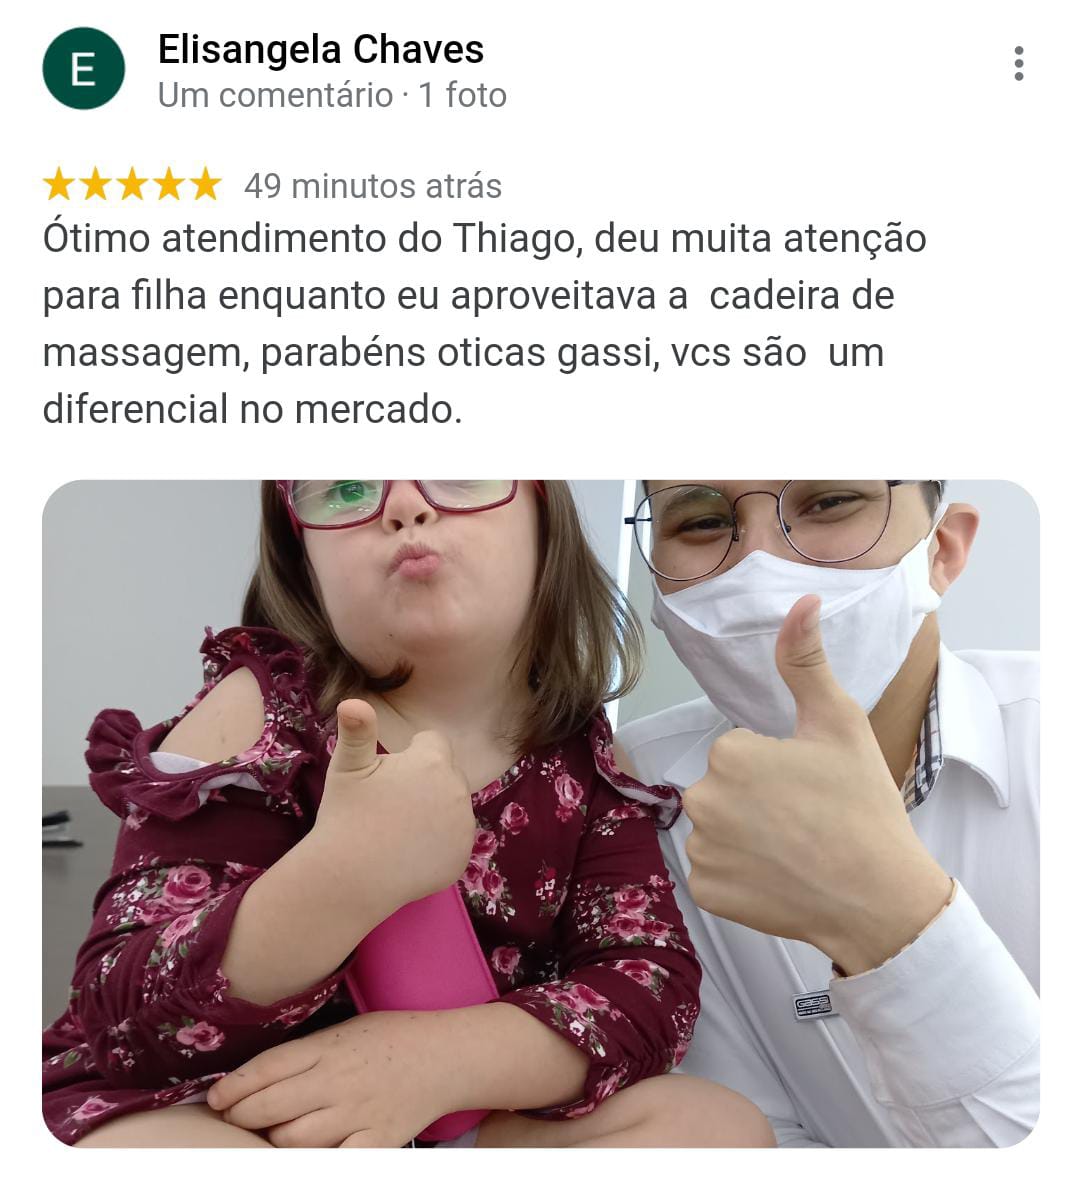 E
Elisangela Chaves
Um comentário · 1 foto
★★★★★ 49 minutos atrás
Ótimo atendimento do Thiago, deu muita atenção
para filha enquanto eu aproveitava a  cadeira de
massagem, parabéns oticas gassi, vcs são  um
diferencial no mercado.